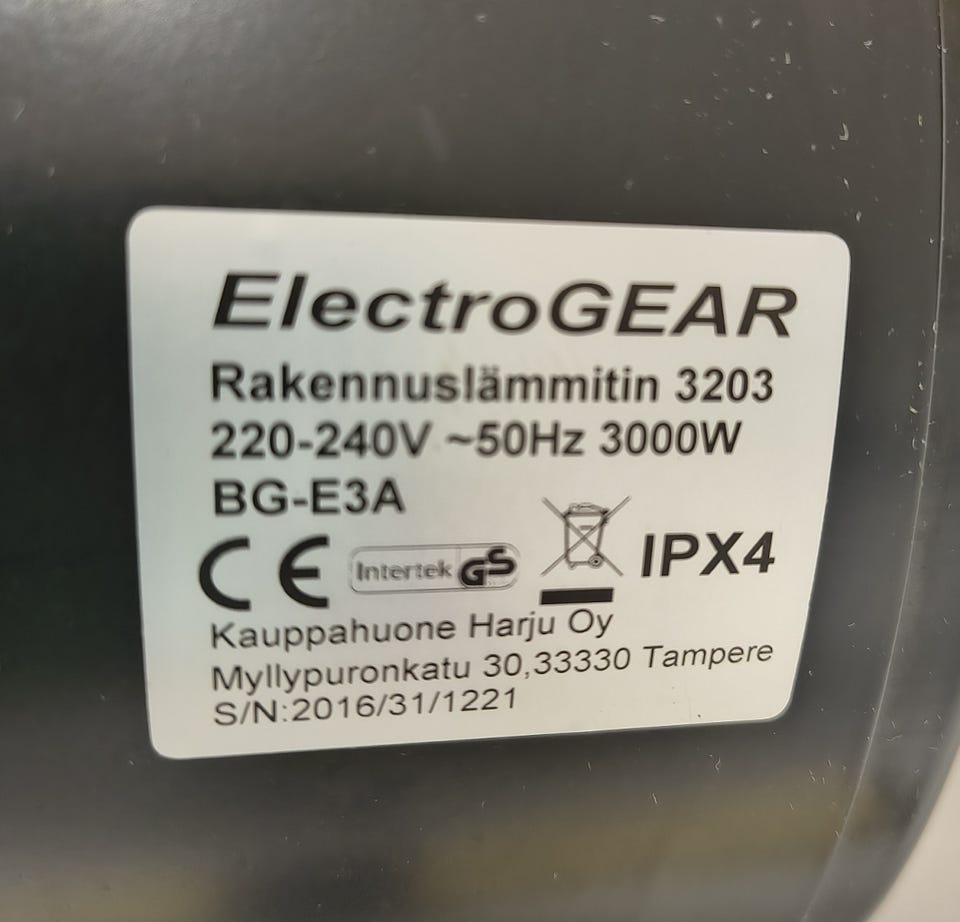 ElectroGEAR
Rakennuslämmitin 3203
220-240V ~50Hz 3000W
BG-E3A
CE Intertek GS IPX4
Kauppahuone Harju Oy
Myllypuronkatu 30,33330 Tampere
S/N:2016/31/1221